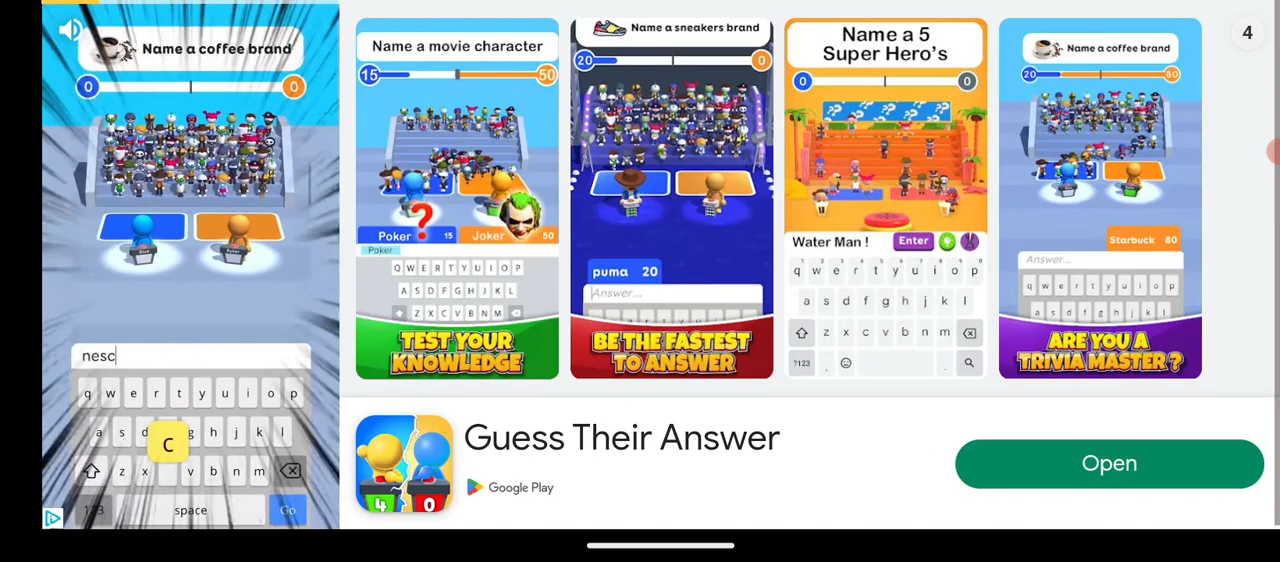 Name a coffee brand
0
0
nesc
q w e r t y u i o p
a s d g h j k l
C
z x v b n m
123 space Go
Name a movie character
15
50
?
Poker 15 Joker 50
Poker
Q W E R T Y U I O P
A S D F G H J K L
Z X C V B N M
TEST YOUR
KNOWLEDGE
Name a sneakers brand
20
0
puma 20
Answer...
BE THE FASTEST
TO ANSWER
Name a 5
Super Hero's
0
0
? ? ? ?
Water Man ! Enter
q w e r t y u i o p
a s d f g h j k l
z x c v b n m
?123 , .
Name a coffee brand
20
80
Starbuck 80
Answer...
q w e r t y u i o p
a s d f g h j k l
ARE YOU A
TRIVIA MASTER ?
4
4 0
Guess Their Answer
Google Play
Open